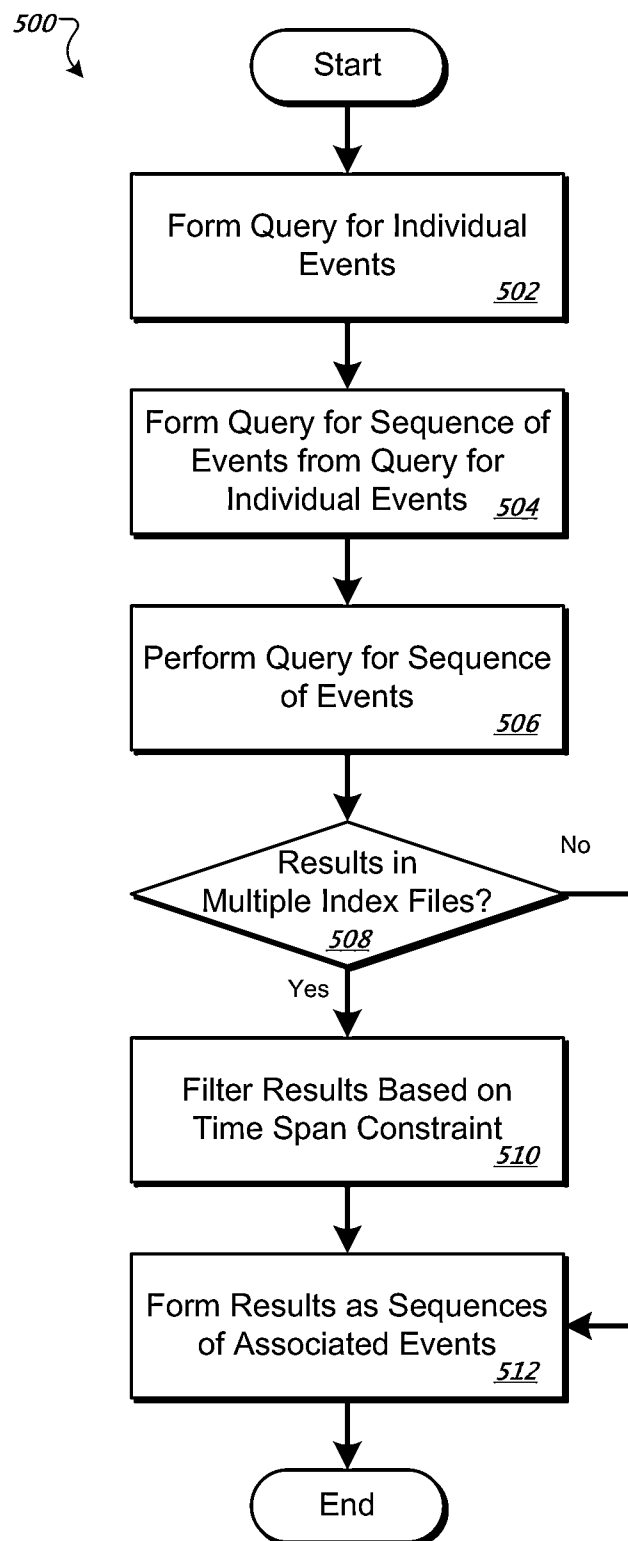 500
Start
Form Query for Individual
Events
502
Form Query for Sequence of
Events from Query for
Individual Events
504
Perform Query for Sequence
of Events
506
Results in
Multiple Index Files?
508
No
Yes
Filter Results Based on
Time Span Constraint
510
Form Results as Sequences
of Associated Events
512
End